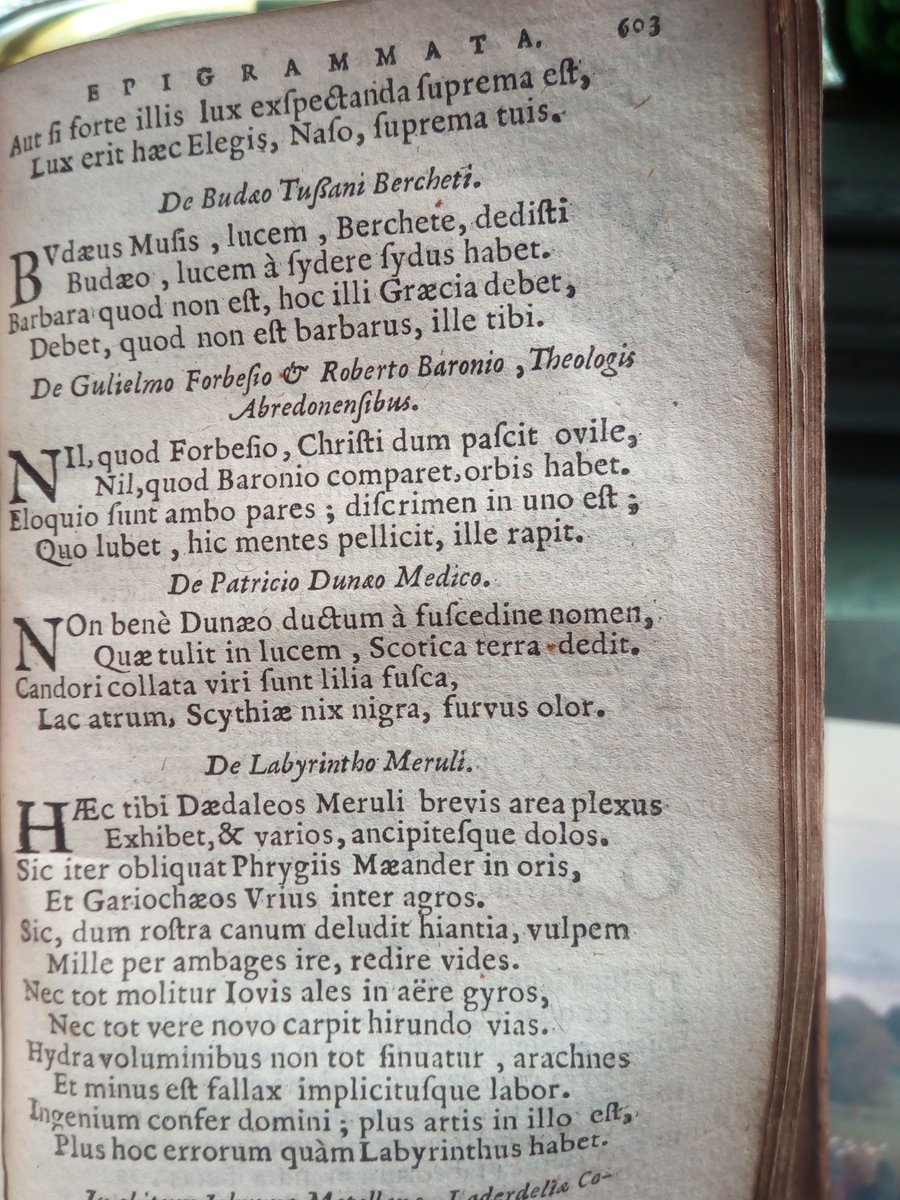 603
EPIGRAMMATA.
Aut ſi forte illis lux exſpectanda ſuprema eſt,
Lux erit hæc Elegis, Naſo, ſuprema tuis.
De Budæo Tuſſani Bercheti.
BVdæus Muſis, lucem, Berchete, dediſti
Budæo, lucem à ſydere ſydus habet.
Barbara quod non eſt, hoc illi Græcia debet,
Debet, quod non eſt barbarus, ille tibi.
De Gulielmo Forbeſio & Roberto Baronio, Theologis
Abredonenſibus.
NIl, quod Forbeſio, Chriſti dum paſcit ovile,
Nil, quod Baronio comparet, orbis habet.
Eloquio ſunt ambo pares; diſcrimen in uno eſt;
Quo lubet, hic mentes pellicit, ille rapit.
De Patricio Dunæo Medico.
NOn benè Dunæo ductum à fuſcedine nomen,
Quæ tulit in lucem, Scotica terra dedit.
Candori collata viri ſunt lilia fuſca,
Lac atrum, Scythiæ nix nigra, furvus olor.
De Labyrintho Meruli.
HÆc tibi Dædaleos Meruli brevis area plexus
Exhibet, & varios, ancipiteſque dolos.
Sic iter obliquat Phrygiis Mæander in oris,
Et Gariochæos Vrius inter agros.
Sic, dum roſtra canum deludit hiantia, vulpem
Mille per ambages ire, redire vides.
Nec tot molitur Iovis ales in aëre gyros,
Nec tot vere novo carpit hirundo vias.
Hydra voluminibus non tot ſinuatur, arachnes
Et minus eſt fallax implicituſque labor.
Ingenium confer domini; plus artis in illo eſt,
Plus hoc errorum quàm Labyrinthus habet.
Laderdeliæ Co-